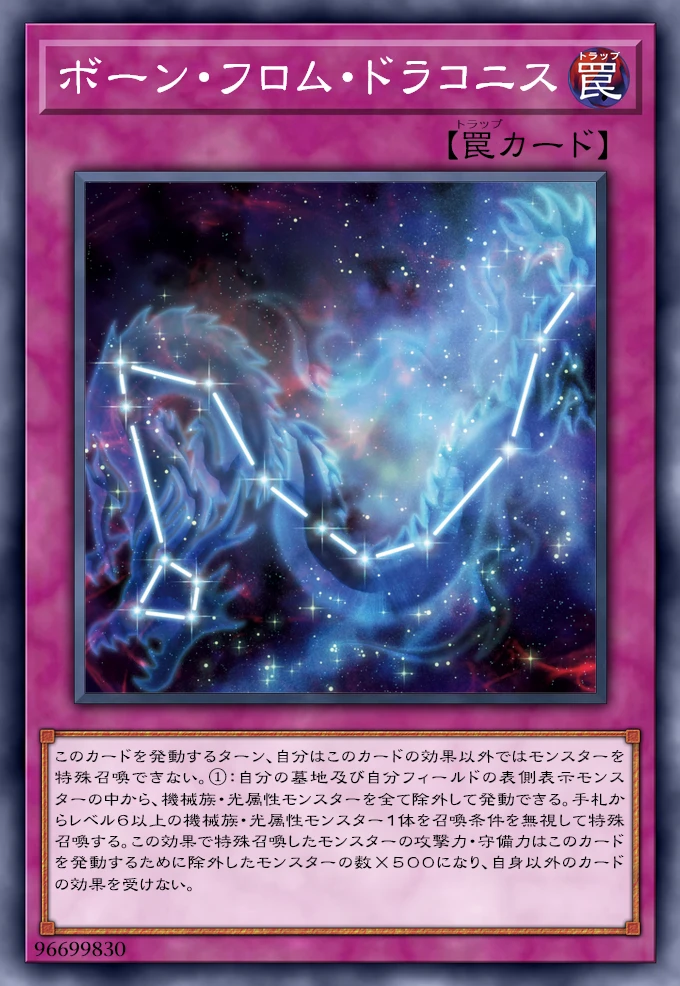 ボーン・フロム・ドラコニス
トラップ
罠
トラップ
【罠カード】
このカードを発動するターン、自分はこのカードの効果以外ではモンスターを
特殊召喚できない。①:自分の墓地及び自分フィールドの表側表示モンス
ターの中から、機械族・光属性モンスターを全て除外して発動できる。手札か
らレベル6以上の機械族・光属性モンスター1体を召喚条件を無視して特殊
召喚する。この効果で特殊召喚したモンスターの攻撃力・守備力はこのカード
を発動するために除外したモンスターの数×500になり、自身以外のカード
の効果を受けない。
96699830